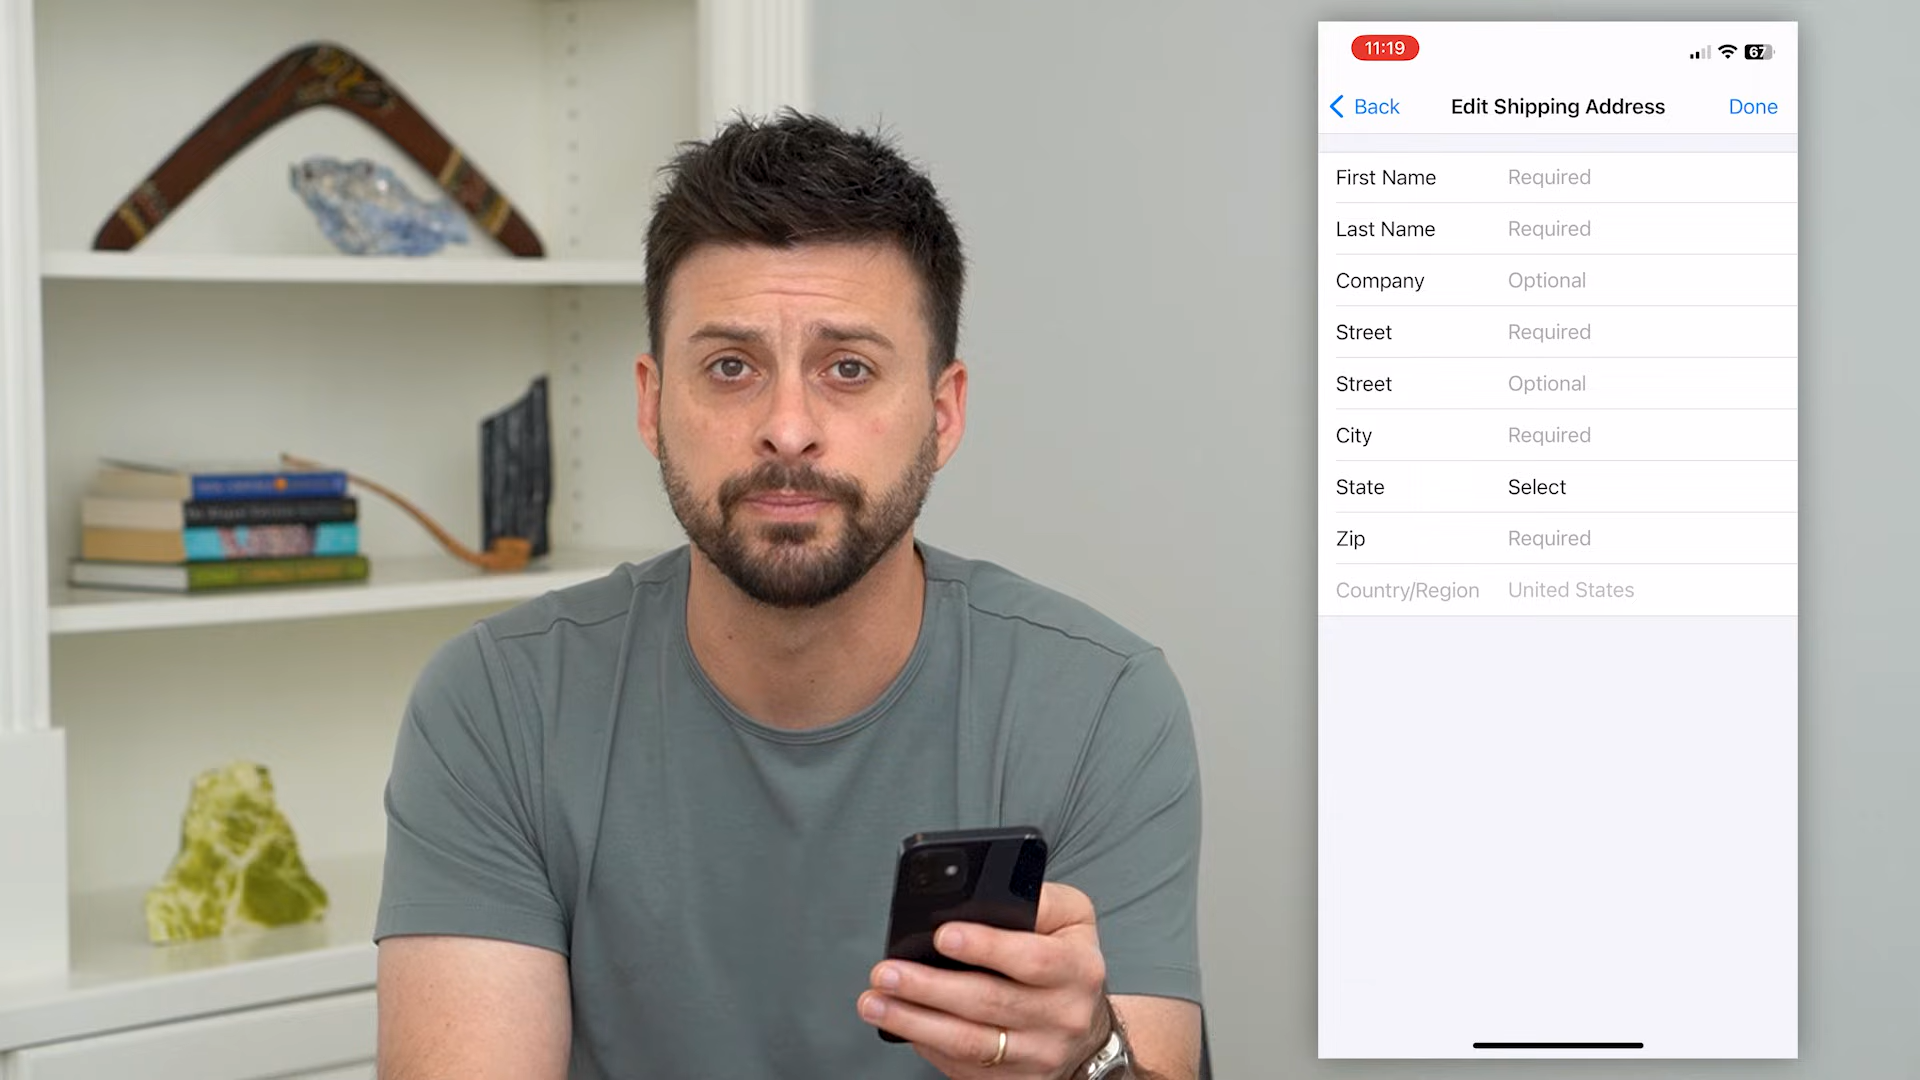 11:19
67
Back
Edit Shipping Address
Done
First Name Required
Last Name Required
Company Optional
Street Required
Street Optional
City Required
State Select
Zip Required
Country/Region United States